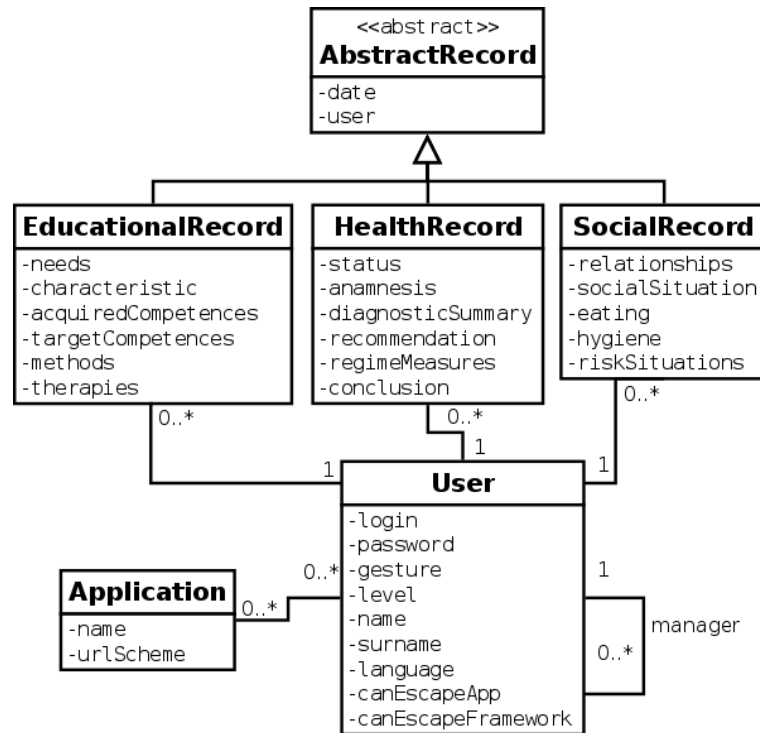 <<abstract>>
AbstractRecord
-date
-user
EducationalRecord
-needs
-characteristic
-acquiredCompetences
-targetCompetences
-methods
-therapies
HealthRecord
-status
-anamnesis
-diagnosticSummary
-recommendation
-regimeMeasures
-conclusion
SocialRecord
-relationships
-socialSituation
-eating
-hygiene
-riskSituations
0..*
0..*
0..*
1
1
1
User
-login
-password
-gesture
-level
-name
-surname
-language
-canEscapeApp
-canEscapeFramework
0..*
0..*
Application
-name
-urlScheme
1
manager
0..*